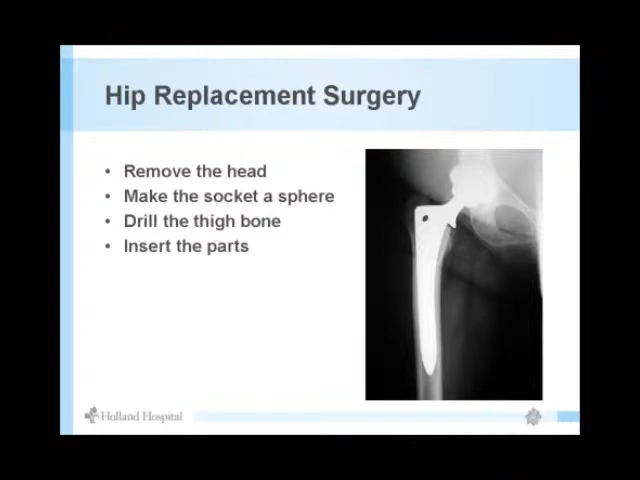 Hip Replacement Surgery
• Remove the head
• Make the socket a sphere
• Drill the thigh bone
• Insert the parts
Holland Hospital